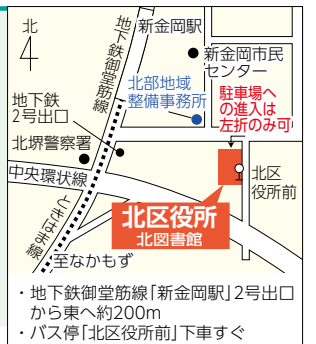 北
4
地下鉄御堂筋線
新金岡駅
新金岡市民
センター
北部地域
整備事務所
駐車場へ
の進入は
左折のみ可
地下鉄
2号出口
北堺警察署
中央環状線
ときはま線
北区
役所前
北区役所
北図書館
至なかもず
・地下鉄御堂筋線「新金岡駅」2号出口
から東へ約200m
・バス停「北区役所前」下車すぐ